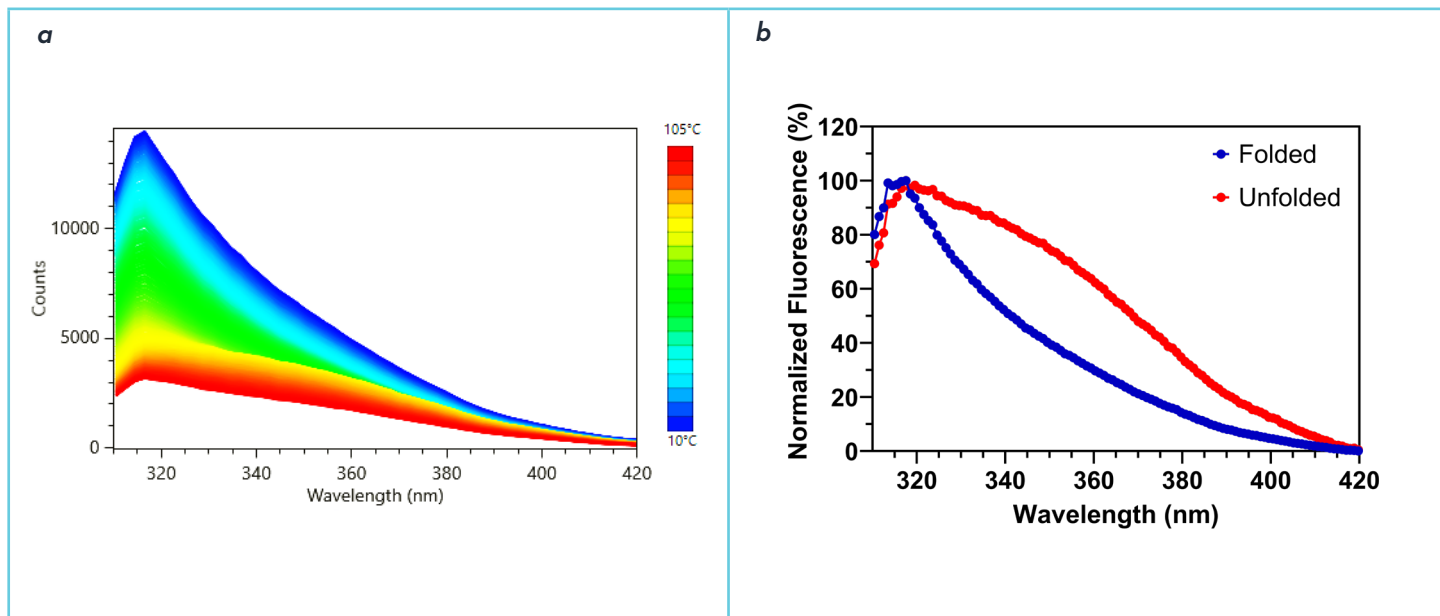 a
105°C
10000
5000
0
Counts
10°C
320 340 360 380 400 420
Wavelength (nm)
b
120
100
80
60
40
20
0
Normalized Fluorescence (%)
Folded
Unfolded
320 340 360 380 400 420
Wavelength (nm)